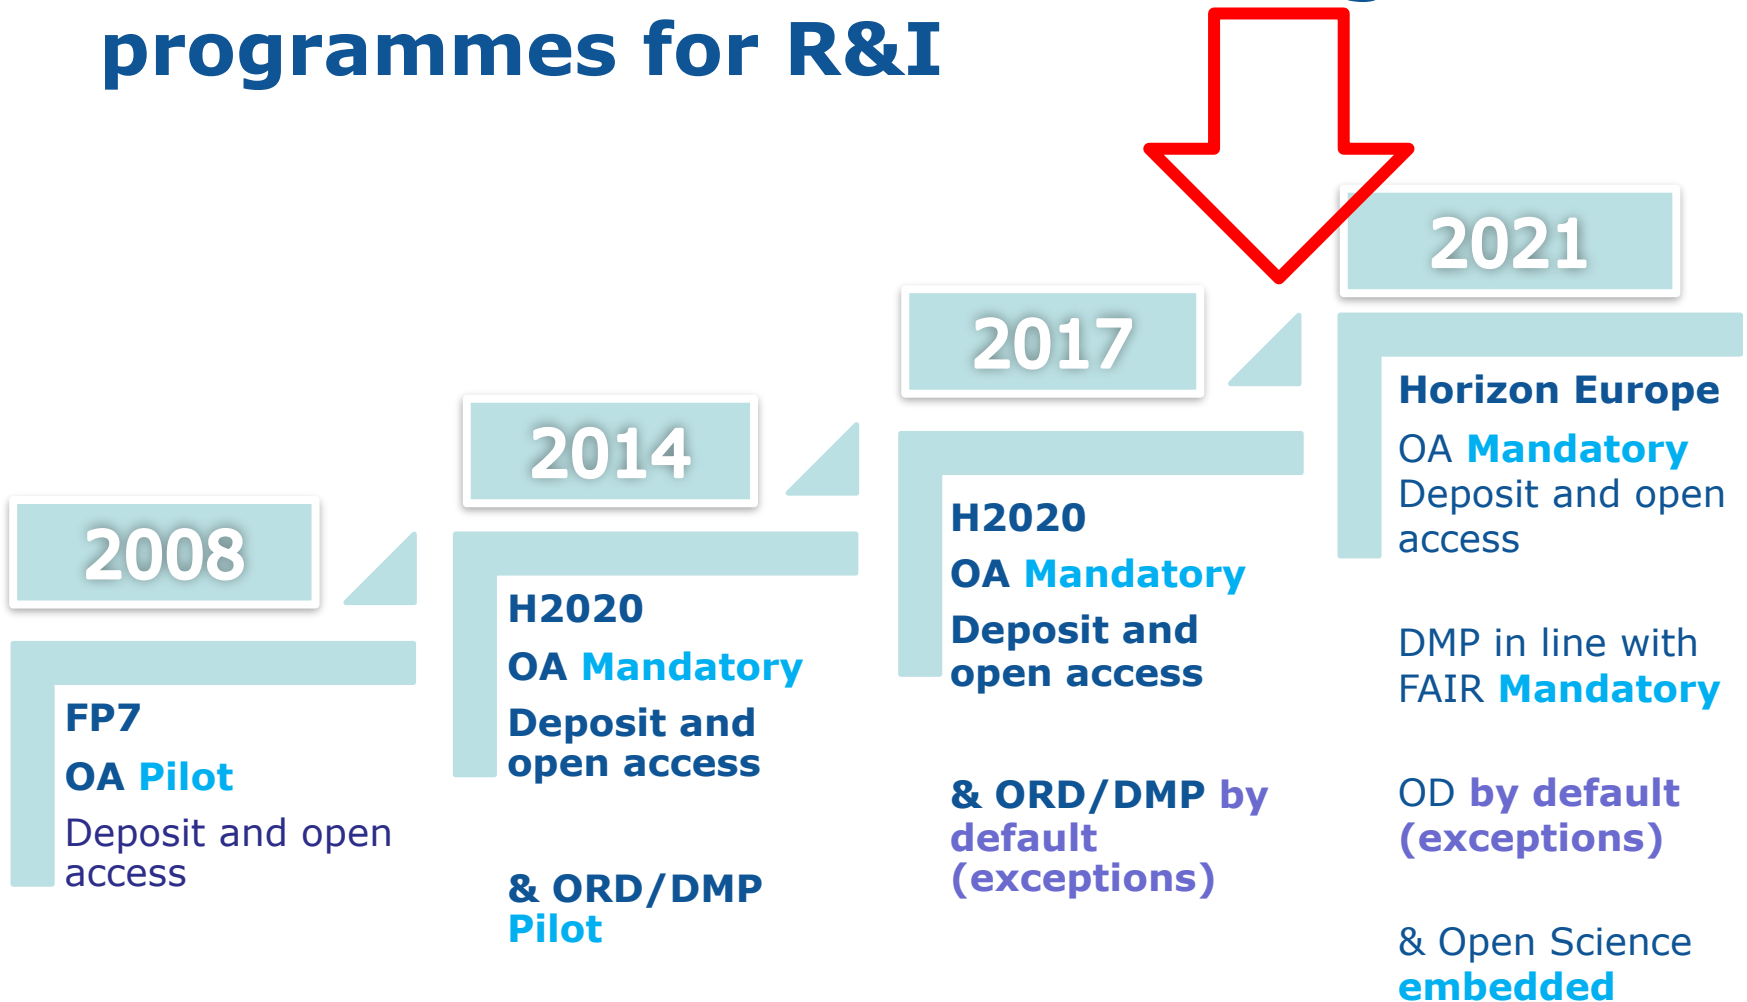 programmes for R&I
2008
FP7
OA Pilot
Deposit and open
access
2014
H2020
OA Mandatory
Deposit and
open access
& ORD/DMP
Pilot
2017
H2020
OA Mandatory
Deposit and
open access
& ORD/DMP by
default
(exceptions)
2021
Horizon Europe
OA Mandatory
Deposit and open
access
DMP in line with
FAIR Mandatory
OD by default
(exceptions)
& Open Science
embedded